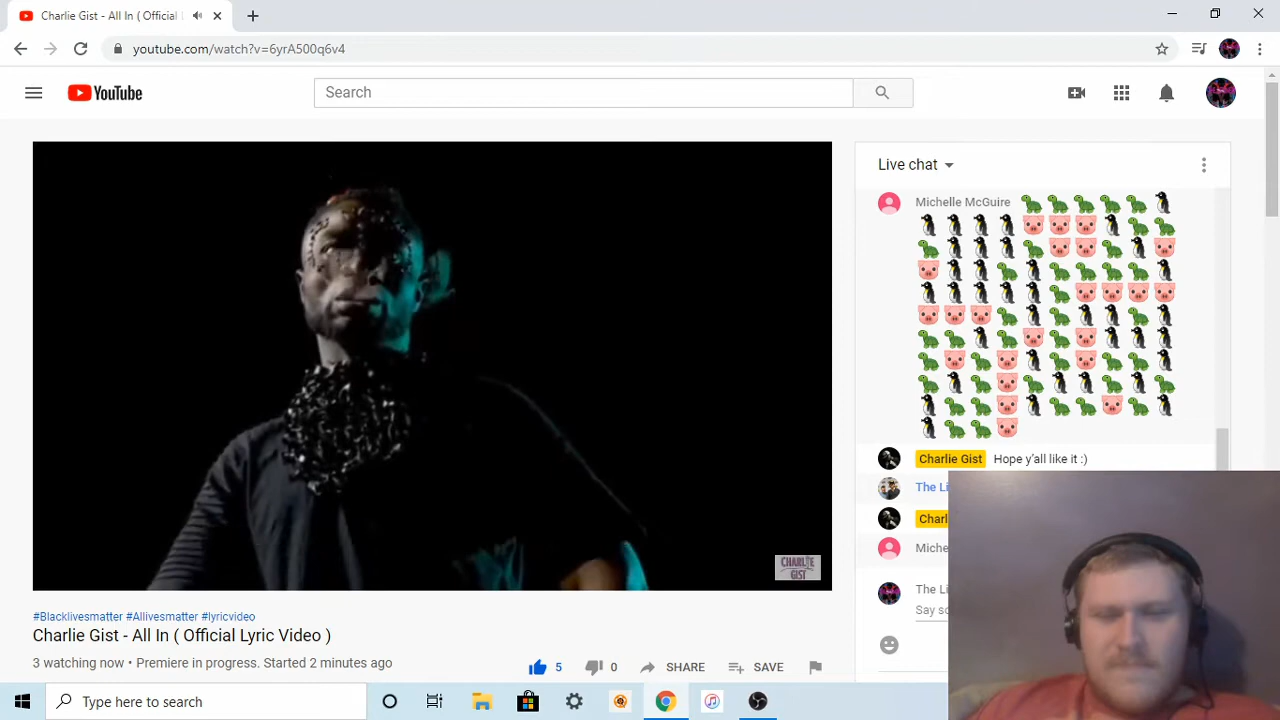 Charlie Gist - All In ( Official
youtube.com/watch?v=6yrA500q6v4
YouTube
Search
Live chat
Michelle McGuire
Charlie Gist Hope y'all like it :)
The Li
Charl
Miche
The Li
Say so
CHARLIE
GIST
#Blacklivesmatter #Allivesmatter #lyricvideo
Charlie Gist - All In ( Official Lyric Video )
3 watching now • Premiere in progress. Started 2 minutes ago
5
0
SHARE
SAVE
Type here to search